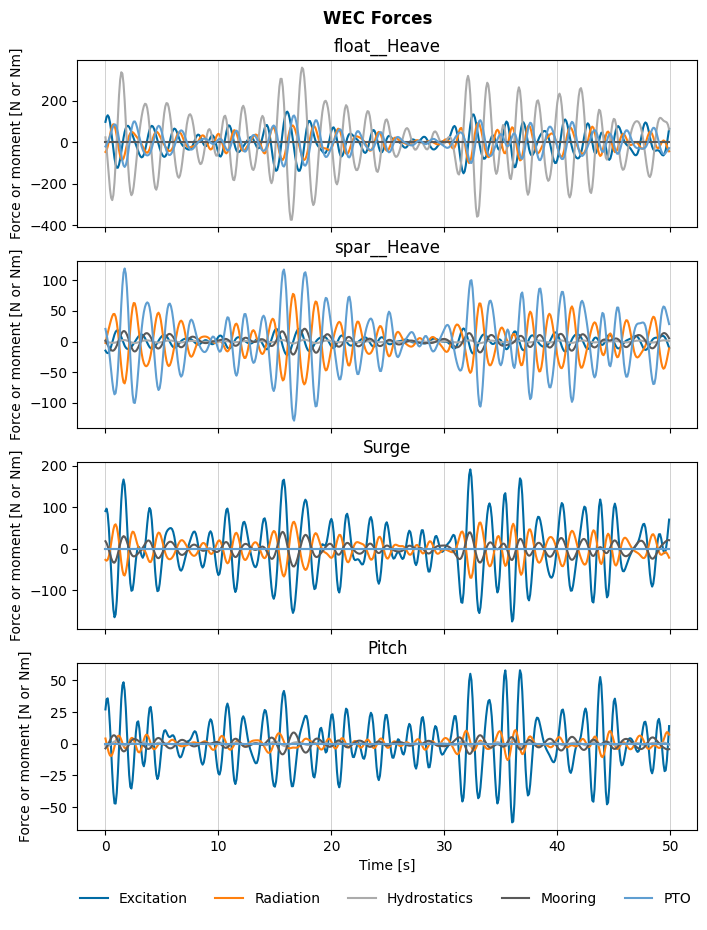 WEC Forces
float__Heave
Force or moment [N or Nm]
200
0
−200
−400
spar__Heave
Force or moment [N or Nm]
100
50
0
−50
−100
Surge
Force or moment [N or Nm]
200
100
0
−100
Pitch
Force or moment [N or Nm]
50
25
0
−25
−50
0 10 20 30 40 50
Time [s]
Excitation Radiation Hydrostatics Mooring PTO